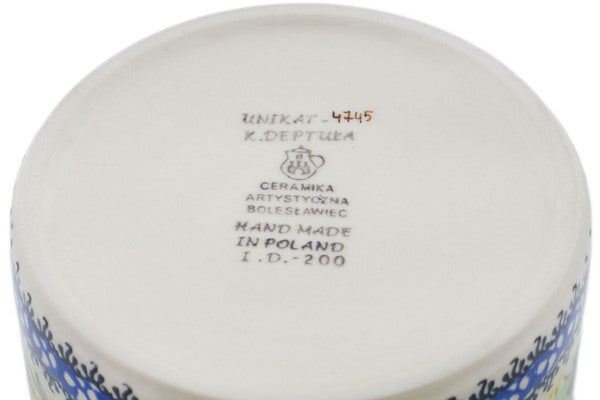 UNIKAT - 4745
K. DEPTUŁA
CERAMIKA
ARTYSTYCZNA
BOLESŁAWIEC
HAND MADE
IN POLAND
I.D.-200